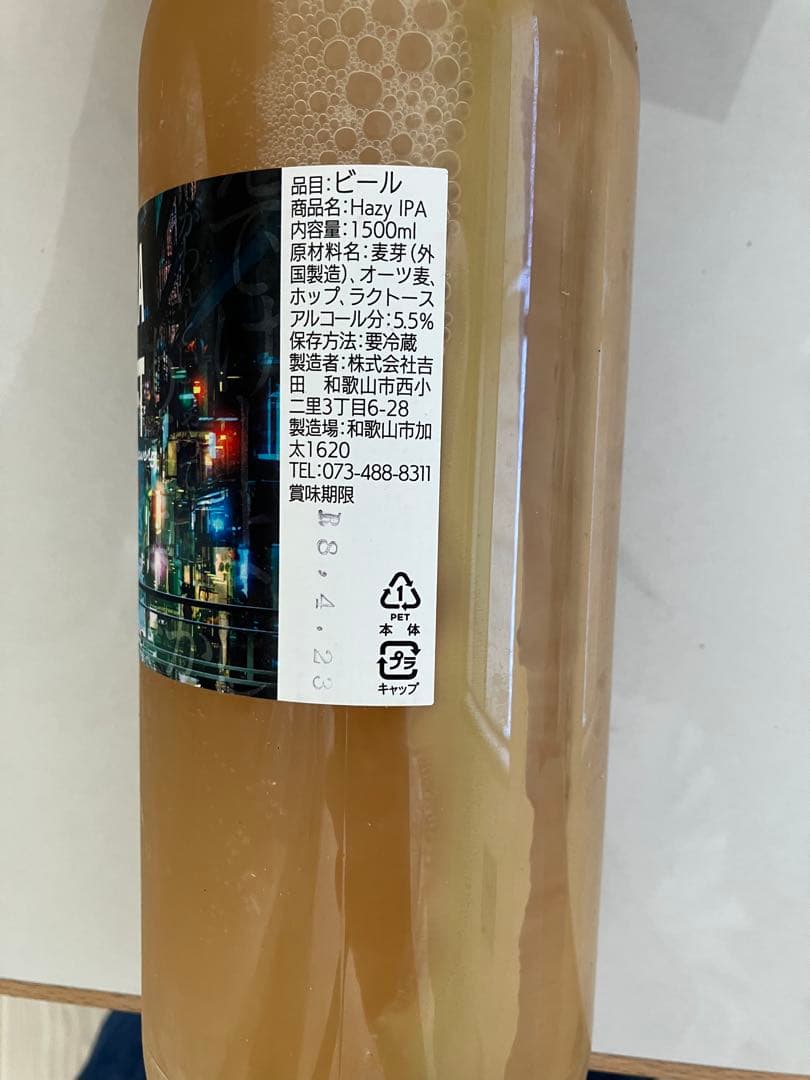 品目:ビール
商品名:Hazy IPA
内容量:1500ml
原材料名:麦芽(外
国製造)、オーツ麦、
ホップ、ラクトース
アルコール分:5.5%
保存方法:要冷蔵
製造者:株式会社吉
田 和歌山市西小
二里3丁目6-28
製造場:和歌山市加
太1620
TEL:073-488-8311
賞味期限
R8.4.23
1
PET
本体
プラ
キャップ